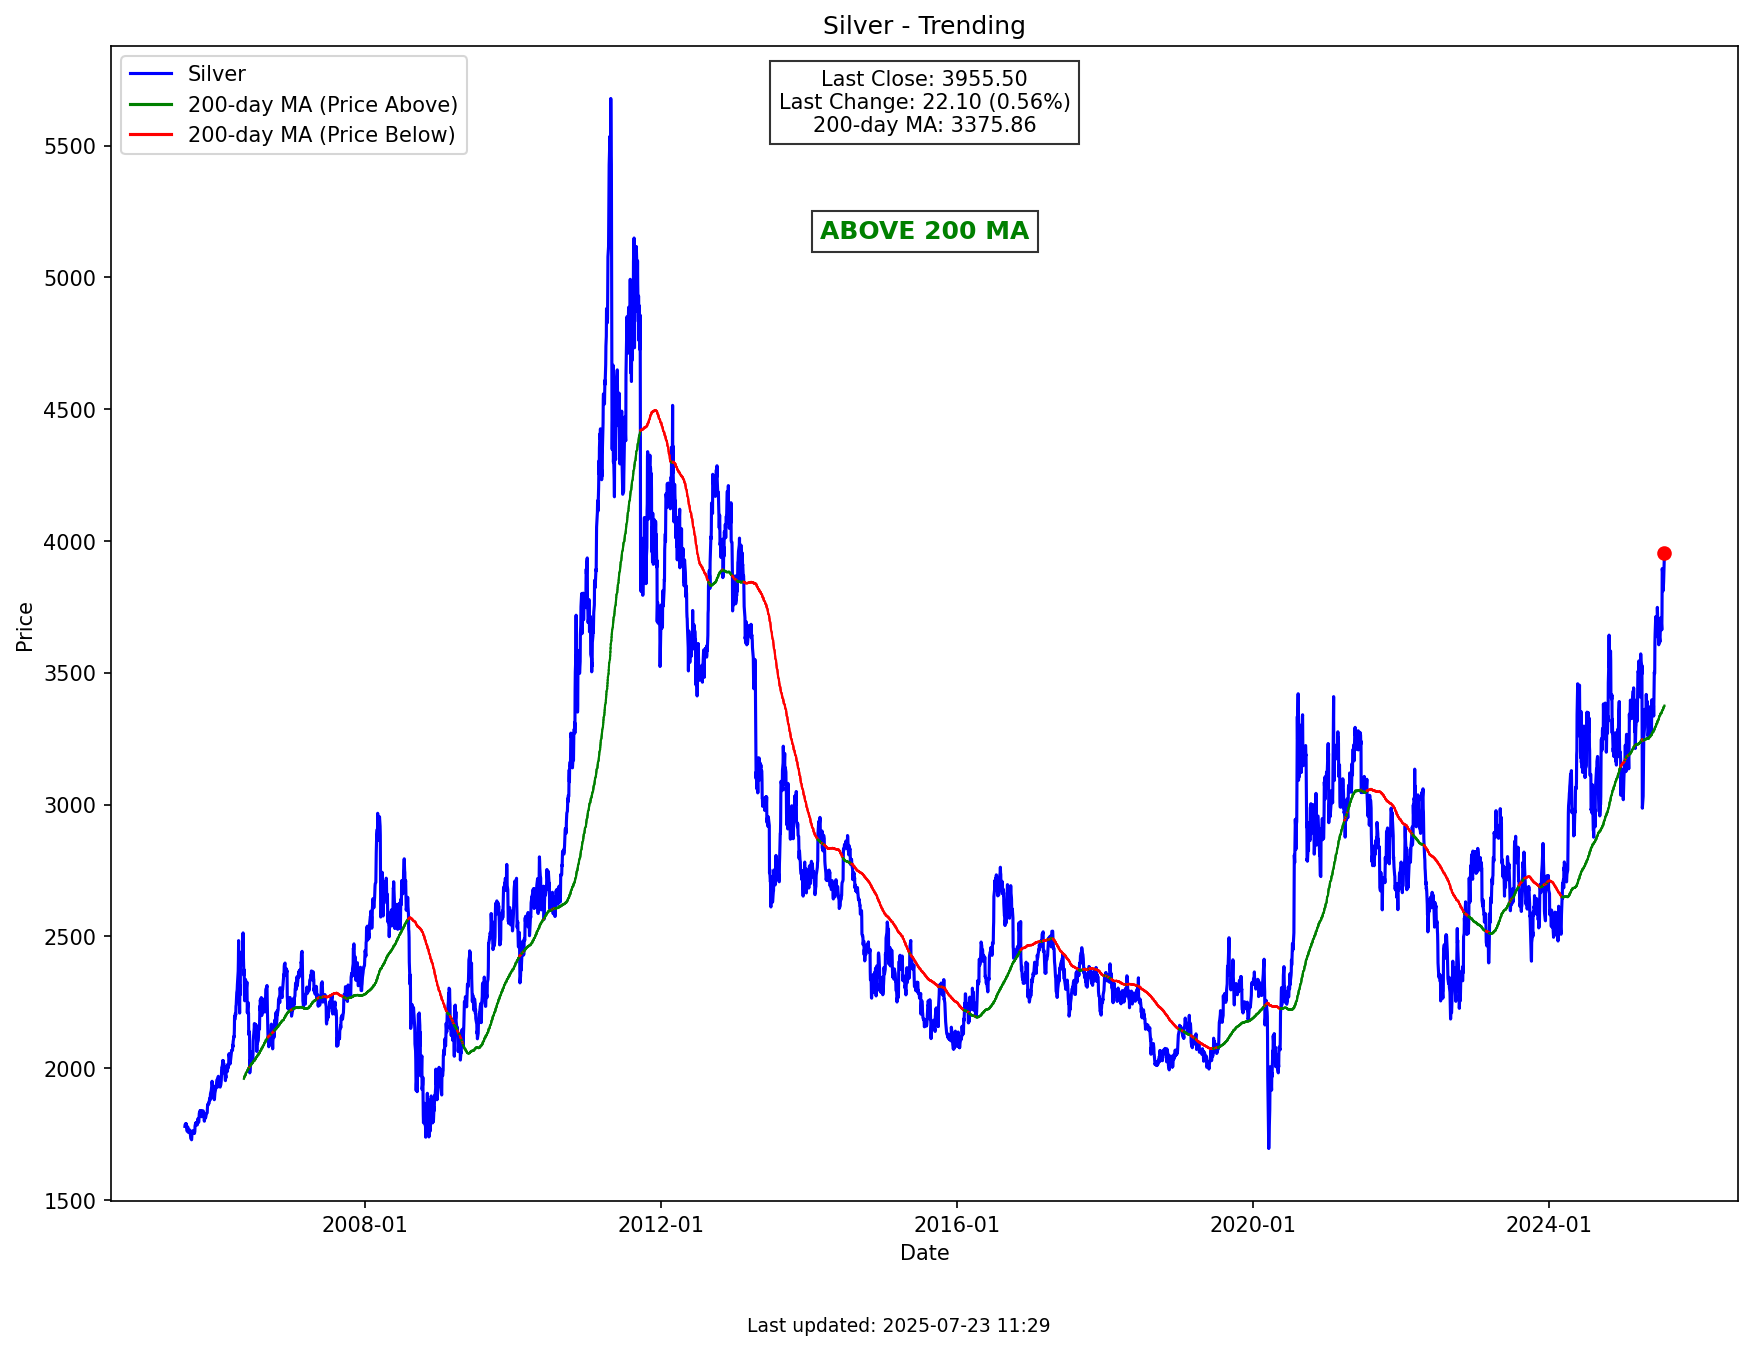 Silver - Trending
Silver
200-day MA (Price Above)
200-day MA (Price Below)
Last Close: 3955.50
Last Change: 22.10 (0.56%)
200-day MA: 3375.86
ABOVE 200 MA
Price
5500
5000
4500
4000
3500
3000
2500
2000
1500
2008-01
2012-01
2016-01
2020-01
2024-01
Date
Last updated: 2025-07-23 11:29